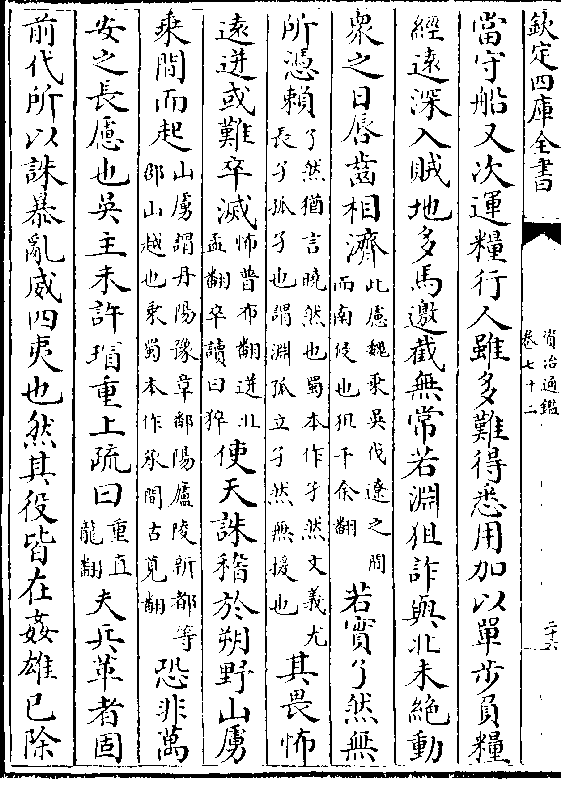 欽定四庫全書
資治通鑑
卷七十二
二十六
當守船又次運糧行人雖多難得悉用加以單步負糧
經遠深入賊地多馬邀截無常若淵狙詐與北未絶動
衆之日唇齒相濟此慮魏乘吳伐遼之間而南侵也狙千余翻若實孑然無
所憑賴孑然猶言曉然也蜀本作孑然文義尤長孑孤孑也謂淵孤立孑然無援也其畏怖
遠迸或難卒滅怖普布翻迸北孟翻卒讀曰猝使天誅稽於朔野山虜
乘間而起山虜謂丹陽豫章鄱陽廬陵新都等郡山越也乘蜀本作承間古莧翻恐非萬
安之長慮也吳主未許瑁重上疏曰重直龍翻夫兵革者固
前代所以誅暴亂威四夷也然其役皆在姦雄已除